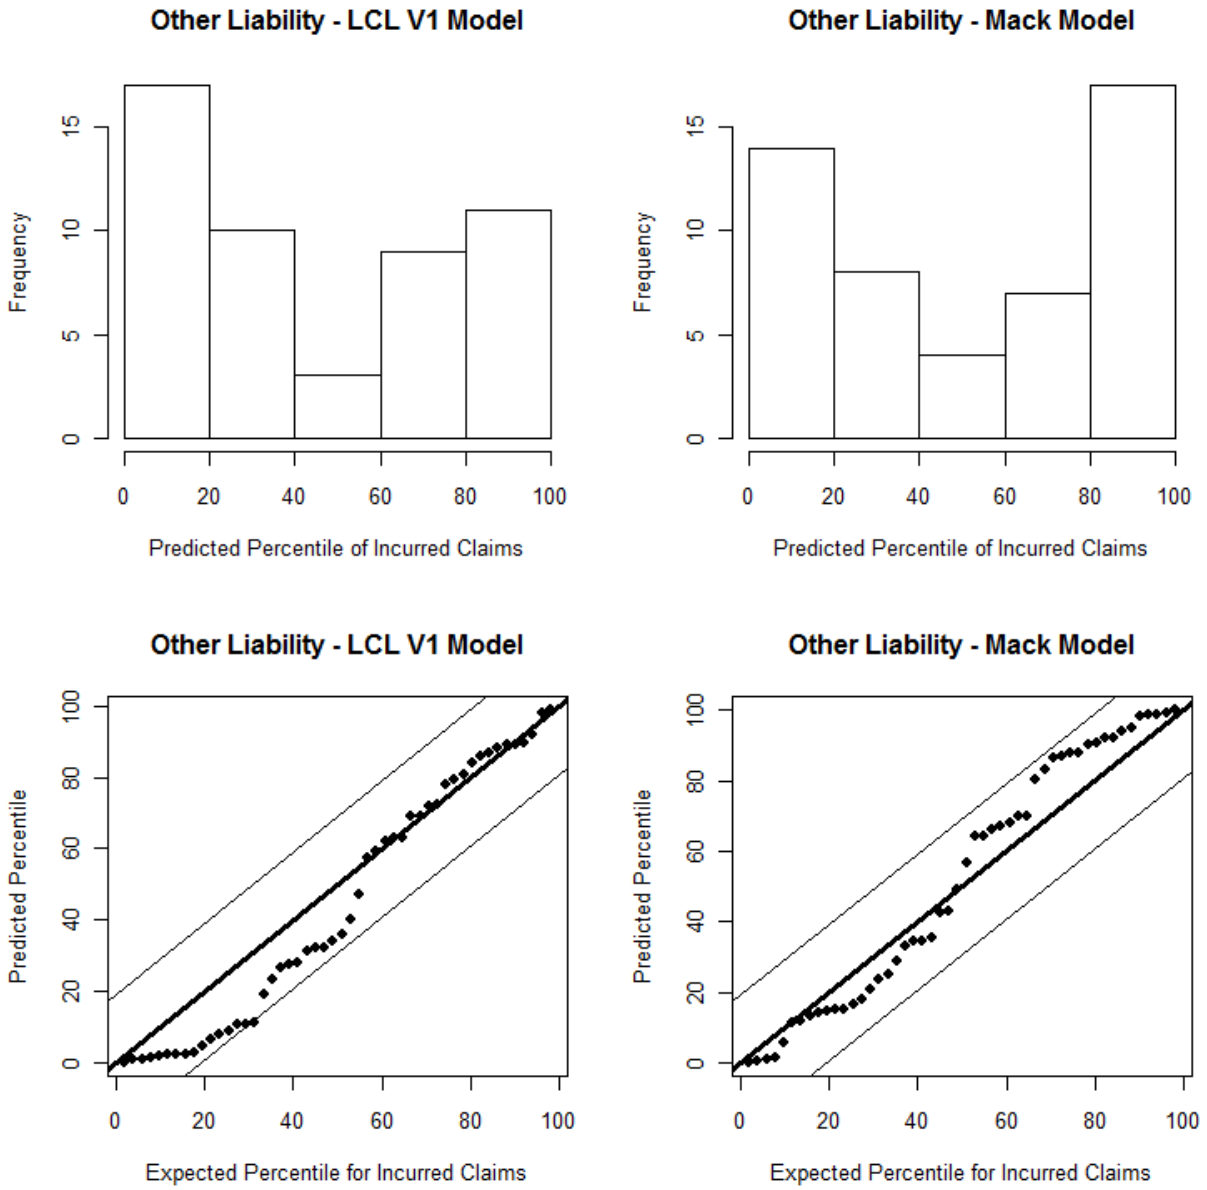 Other Liability - LCL V1 Model
Frequency
0
5
10
15
0 20 40 60 80 100
Predicted Percentile of Incurred Claims
Other Liability - Mack Model
Frequency
0
5
10
15
0 20 40 60 80 100
Predicted Percentile of Incurred Claims
Other Liability - LCL V1 Model
Predicted Percentile
0
20
40
60
80
100
0 20 40 60 80 100
Expected Percentile for Incurred Claims
Other Liability - Mack Model
Predicted Percentile
0
20
40
60
80
100
0 20 40 60 80 100
Expected Percentile for Incurred Claims